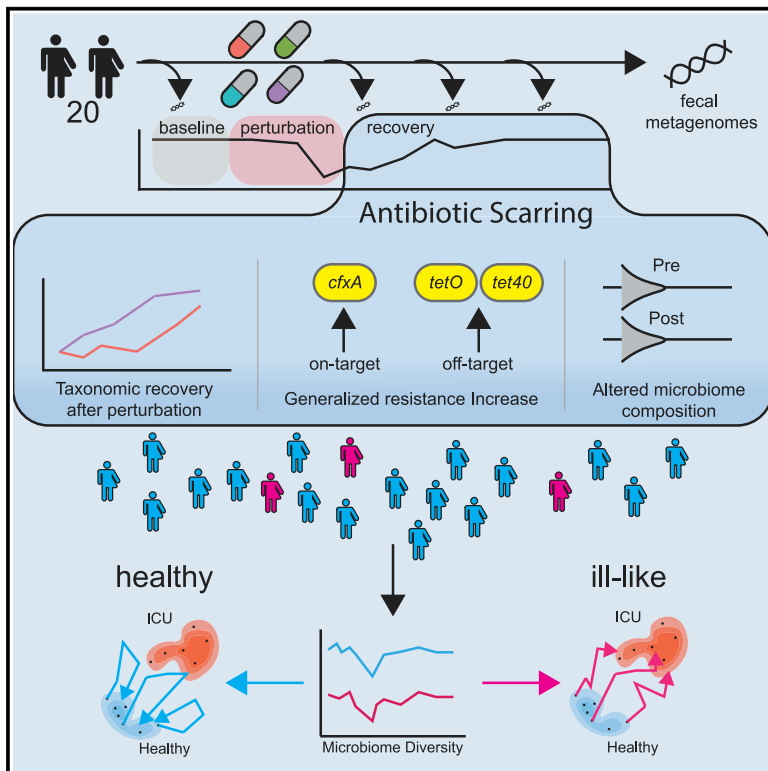 20
fecal
metagenomes
baseline
perturbation
recovery
Antibiotic Scarring
cfxA
tetO
tet40
on-target
off-target
Pre
Post
Taxonomic recovery
after perturbation
Generalized resistance Increase
Altered microbiome
composition
healthy
ill-like
ICU
Healthy
Microbiome Diversity
ICU
Healthy